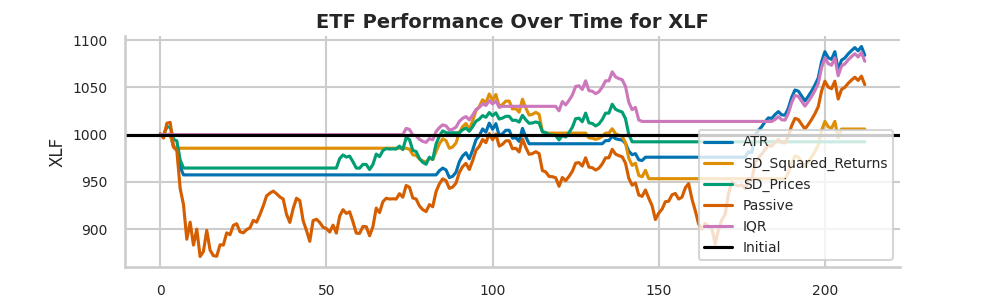 ETF Performance Over Time for XLF
1100
1050
1000
950
900
XLF
ATR
SD_Squared_Returns
SD_Prices
Passive
IQR
Initial
0
50
100
150
200